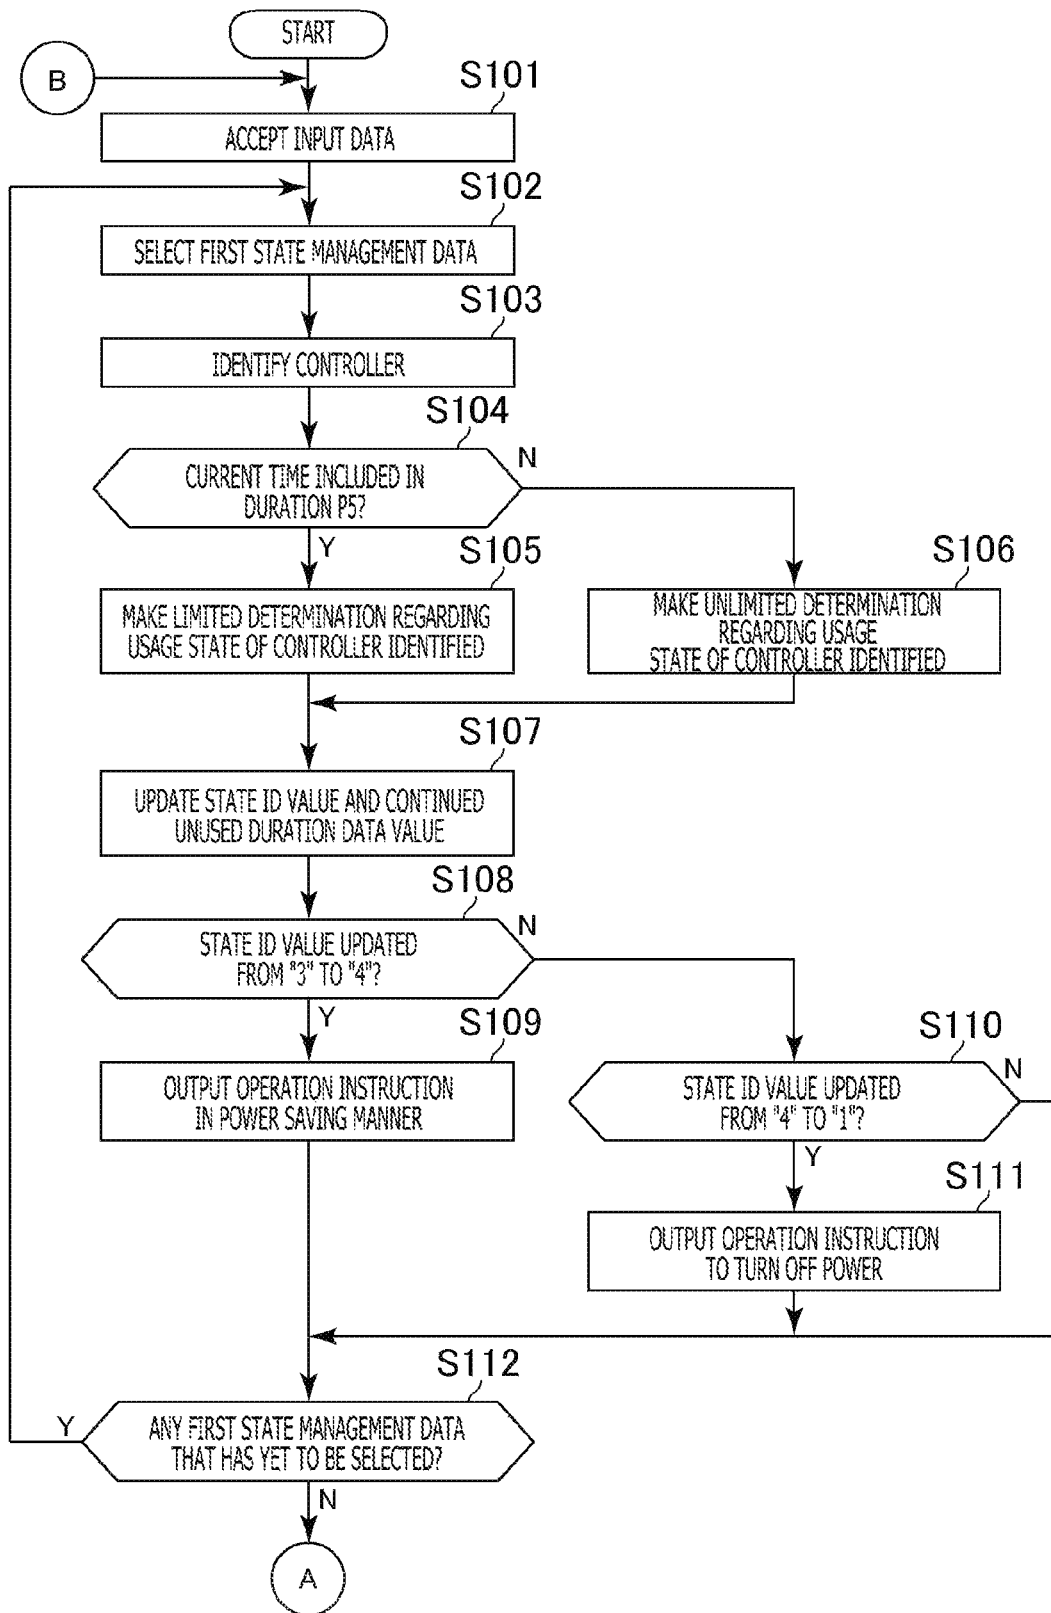 START
B
S101
ACCEPT INPUT DATA
S102
SELECT FIRST STATE MANAGEMENT DATA
S103
IDENTIFY CONTROLLER
S104
CURRENT TIME INCLUDED IN
DURATION P5?
N
Y
S105
MAKE LIMITED DETERMINATION REGARDING
USAGE STATE OF CONTROLLER IDENTIFIED
S106
MAKE UNLIMITED DETERMINATION
REGARDING USAGE
STATE OF CONTROLLER IDENTIFIED
S107
UPDATE STATE ID VALUE AND CONTINUED
UNUSED DURATION DATA VALUE
S108
STATE ID VALUE UPDATED
FROM "3" TO "4"?
N
Y
S109
OUTPUT OPERATION INSTRUCTION
IN POWER SAVING MANNER
S110
STATE ID VALUE UPDATED
FROM "4" TO "1"?
N
Y
S111
OUTPUT OPERATION INSTRUCTION
TO TURN OFF POWER
S112
ANY FIRST STATE MANAGEMENT DATA
THAT HAS YET TO BE SELECTED?
Y
N
A